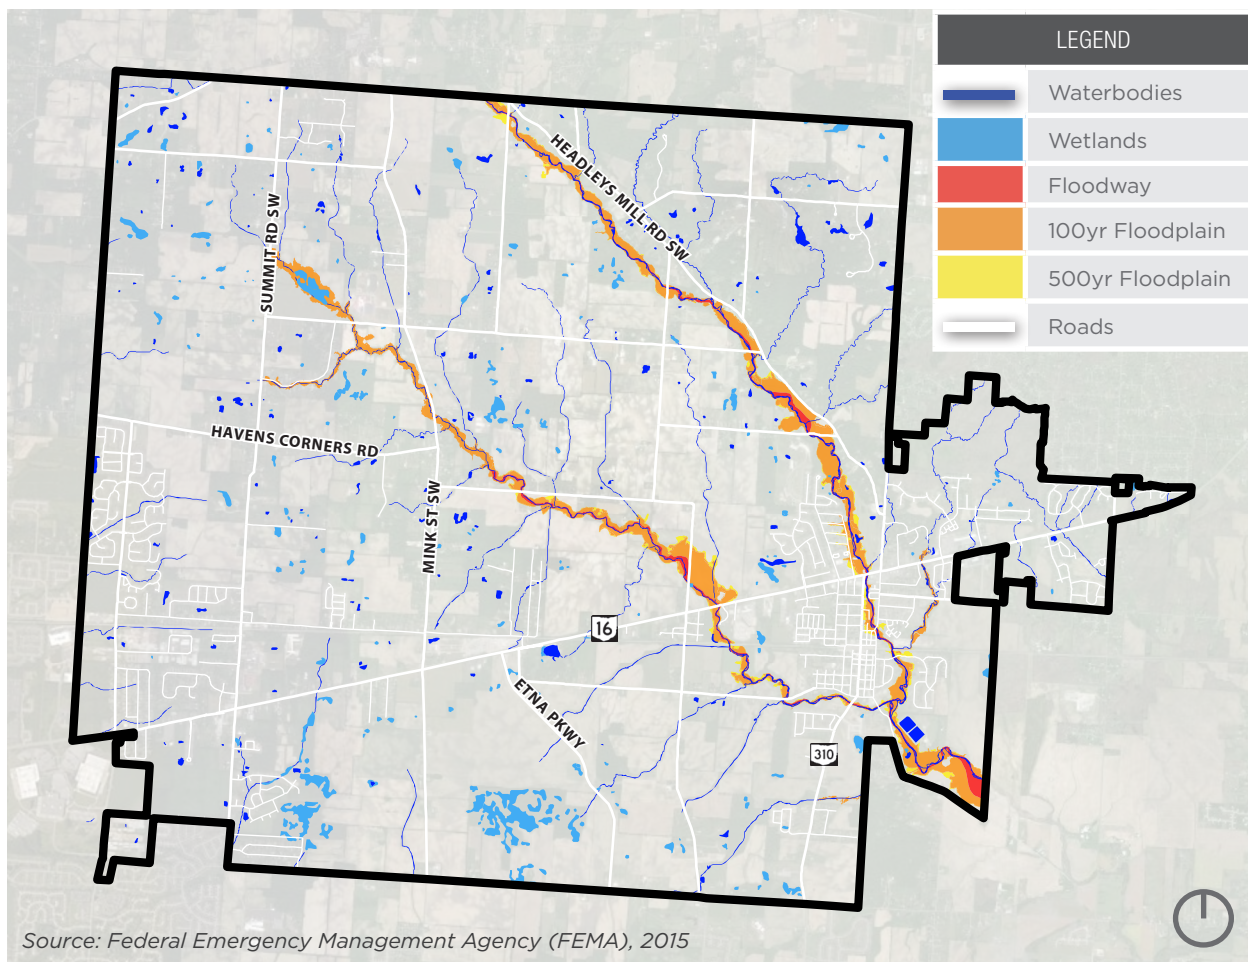 LEGEND
Waterbodies
Wetlands
Floodway
100yr Floodplain
500yr Floodplain
Roads
HEADLEYS MILL RD SW
SUMMIT RD SW
HAVENS CORNERS RD
MINK ST SW
16
ETNA PKWY
310
Source: Federal Emergency Management Agency (FEMA), 2015